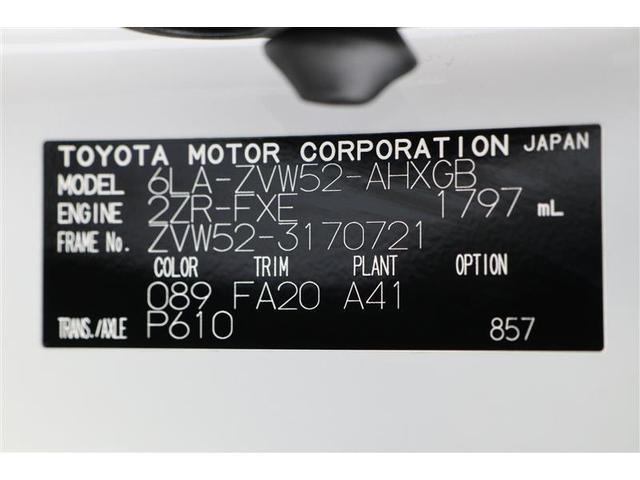 TOYOTA MOTOR CORPORATION JAPAN
MODEL 6LA-ZVW52-AHXGB
ENGINE 2ZR-FXE 1797 mL
FRAME No. ZVW52-3170721
COLOR TRIM PLANT OPTION
089 FA20 A41
TRANS./AXLE P610 857